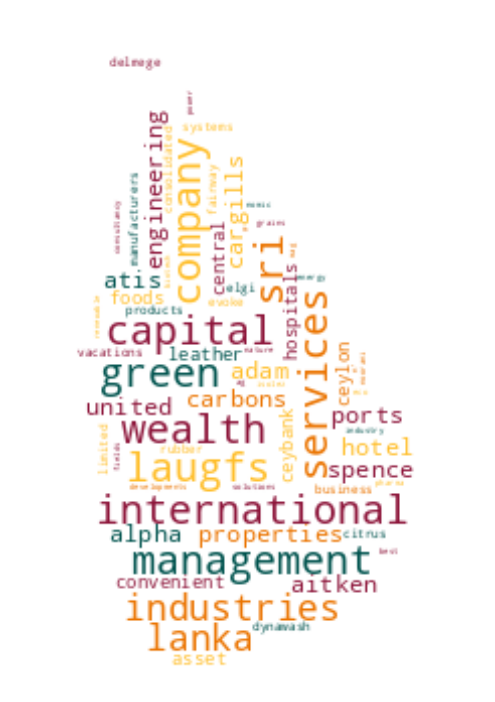 delmege
power
systems
engineering
consolidated
company
fairway
cargills
manufacturers
consultancy
central
sri
grains
hospitals
energy
atis
elgi
foods
evoke
products
services
renewable
capital
ceylon
vacations
leather
nature
green
adam
carbons
united
wealth
ports
ceybank
industry
limited
fields
rubber
hotel
laugfs
spence
developments
solutions
business
pharma
international
alpha
properties
citrus
management
best
convenient
aitken
industries
dynawash
lanka
asset